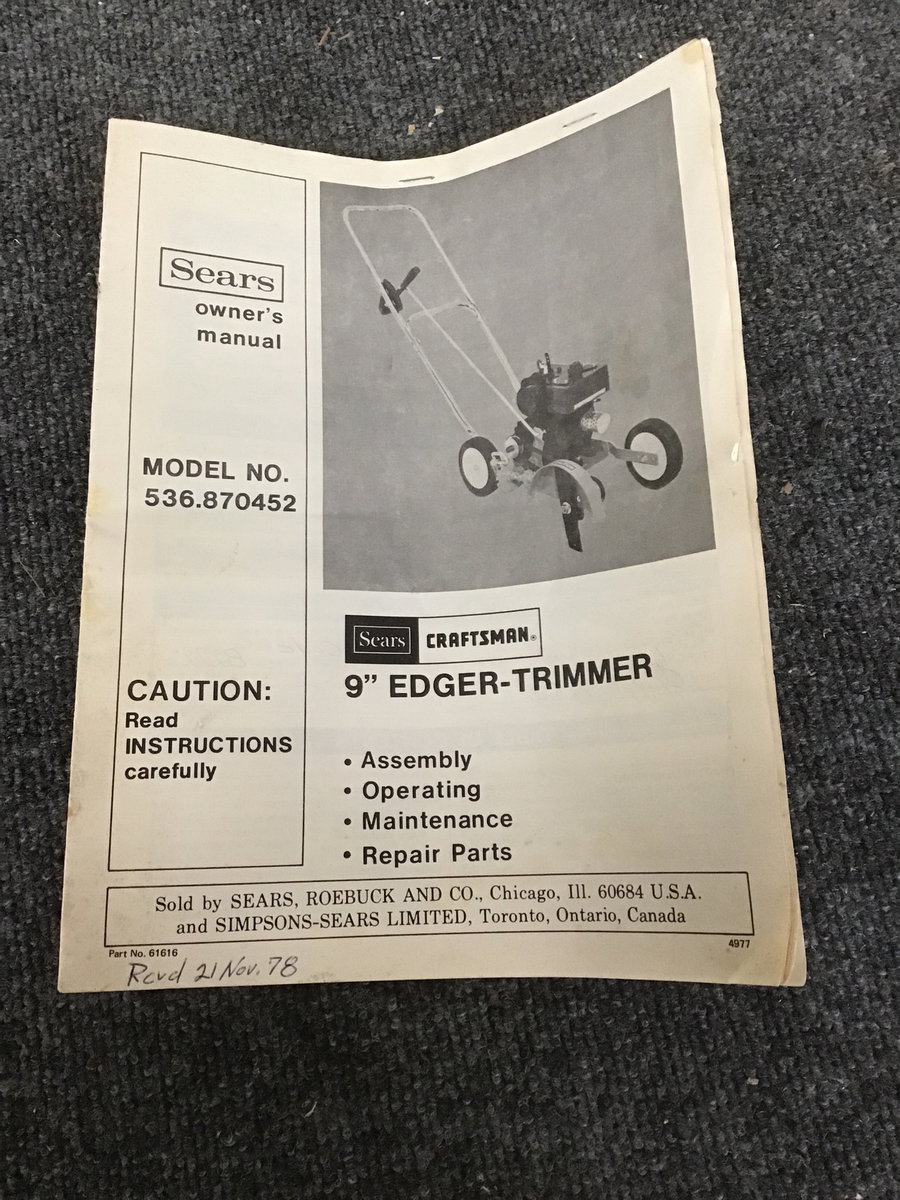 Sears
owner's
manual
MODEL NO.
536.870452
CAUTION:
Read
INSTRUCTIONS
carefully
Sears CRAFTSMAN®
9” EDGER-TRIMMER
• Assembly
• Operating
• Maintenance
• Repair Parts
Sold by SEARS, ROEBUCK AND CO., Chicago, Ill. 60684 U.S.A.
and SIMPSONS-SEARS LIMITED, Toronto, Ontario, Canada
Part No. 61616
4977
Rcvd 21 Nov. 78